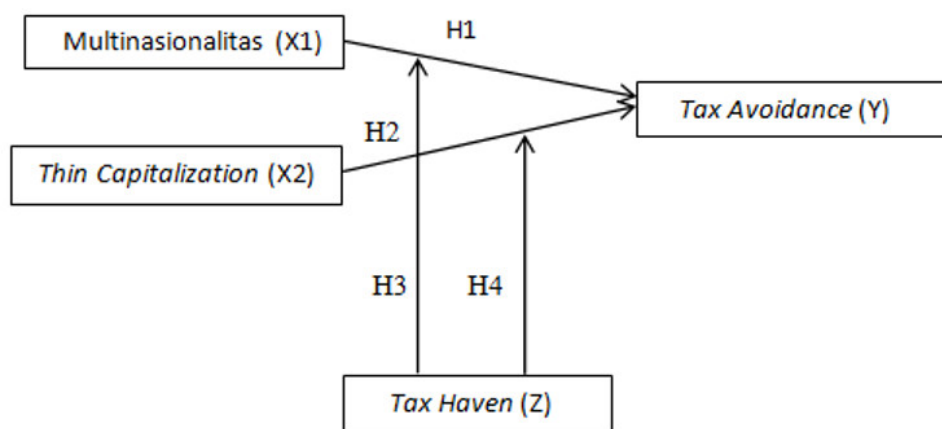 H1
Multinasionalitas (X1)
Tax Avoidance (Y)
H2
Thin Capitalization (X2)
H3
H4
Tax Haven (Z)